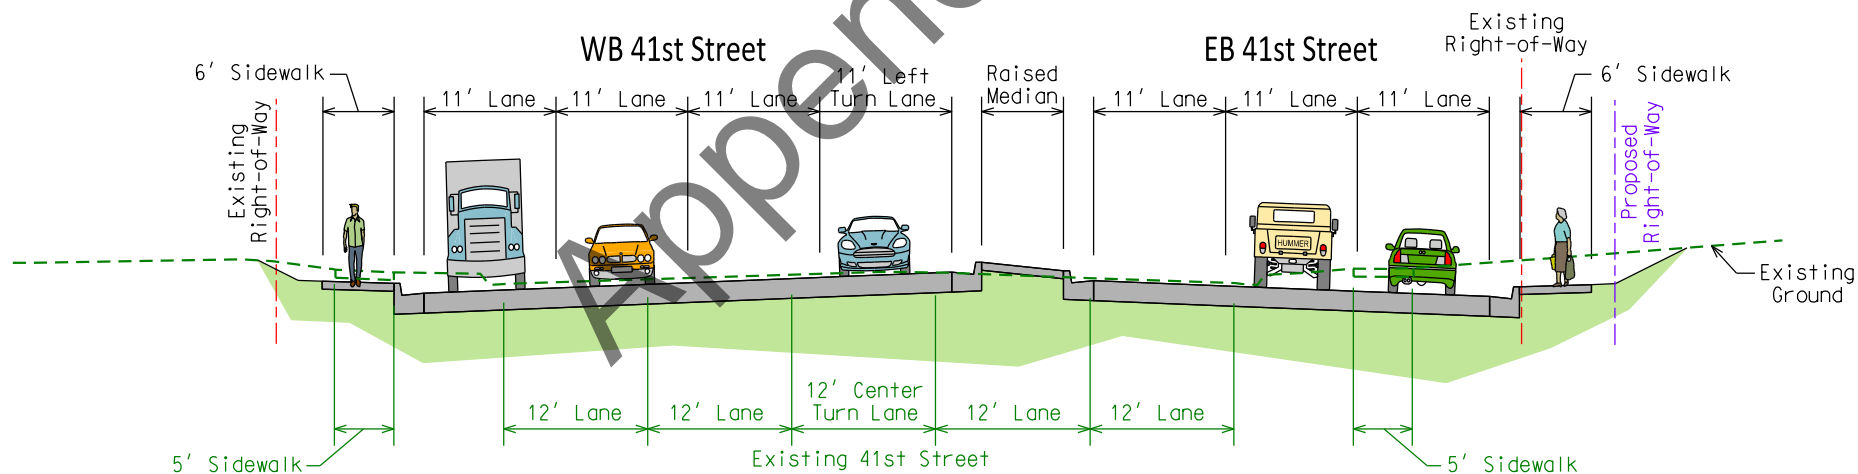 WB 41st Street
EB 41st Street
Existing
Right-of-Way
6' Sidewalk
11' Lane
11' Lane
11' Lane
11' Left
Turn Lane
Raised
Median
11' Lane
11' Lane
11' Lane
6' Sidewalk
Existing
Right-of-Way
Proposed
Right-of-Way
HUMMER
Existing
Ground
12' Lane
12' Lane
12' Center
Turn Lane
12' Lane
12' Lane
5' Sidewalk
Existing 41st Street
5' Sidewalk
Appen